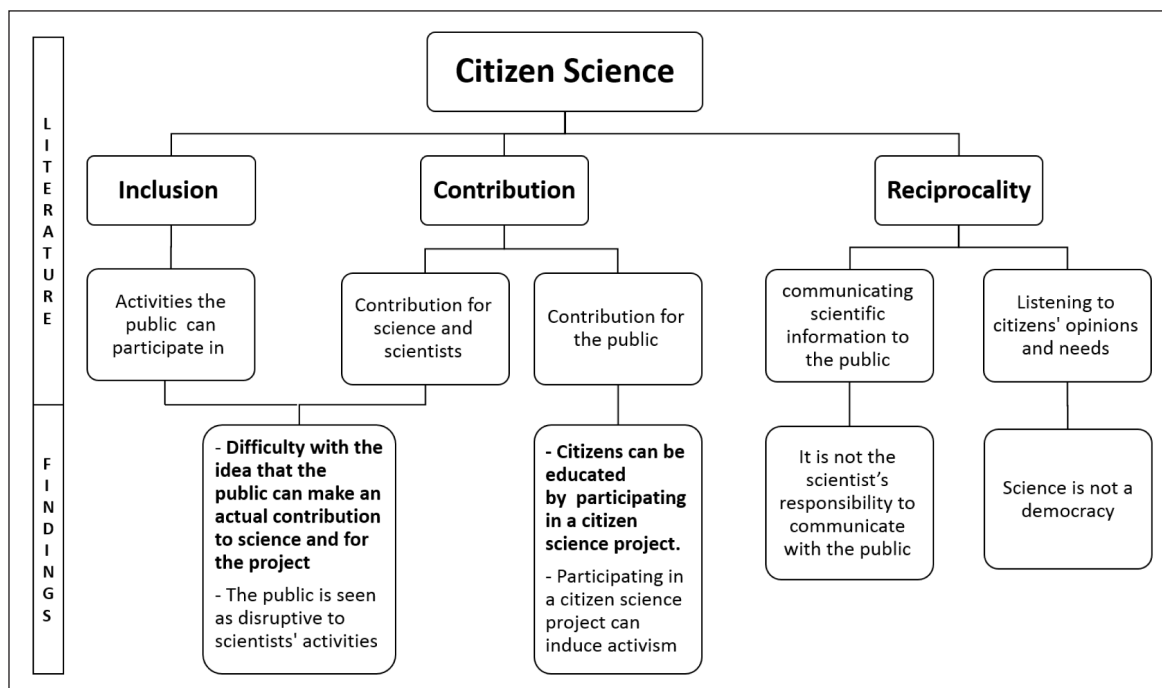 Citizen Science
LITERATURE
Inclusion
Contribution
Reciprocality
Activities the
public can
participate in
Contribution for
science and
scientists
Contribution for
the public
communicating
scientific
information to
the public
Listening to
citizens' opinions
and needs
FINDINGS
- Difficulty with the
idea that the
public can make an
actual contribution
to science and for
the project
- The public is seen
as disruptive to
scientists' activities
- Citizens can be
educated
by participating
in a citizen
science project.
- Participating in
a citizen science
project can
induce activism
It is not the
scientist’s
responsibility to
communicate
with the public
Science is not a
democracy